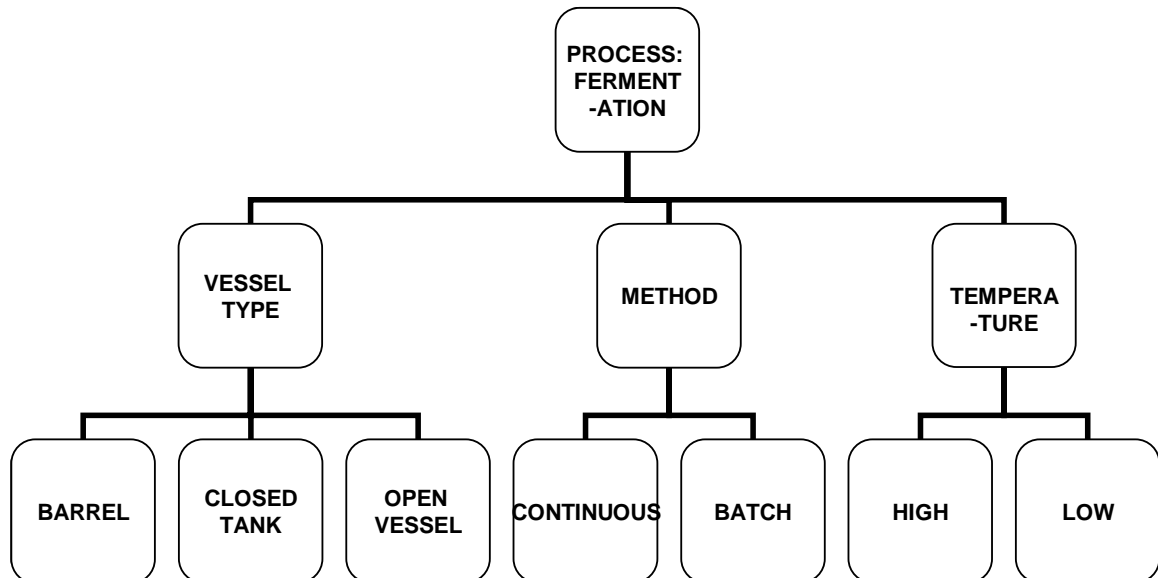 PROCESS:
FERMENT
-ATION
VESSEL
TYPE
METHOD
TEMPERA
-TURE
BARREL
CLOSED
TANK
OPEN
VESSEL
CONTINUOUS
BATCH
HIGH
LOW